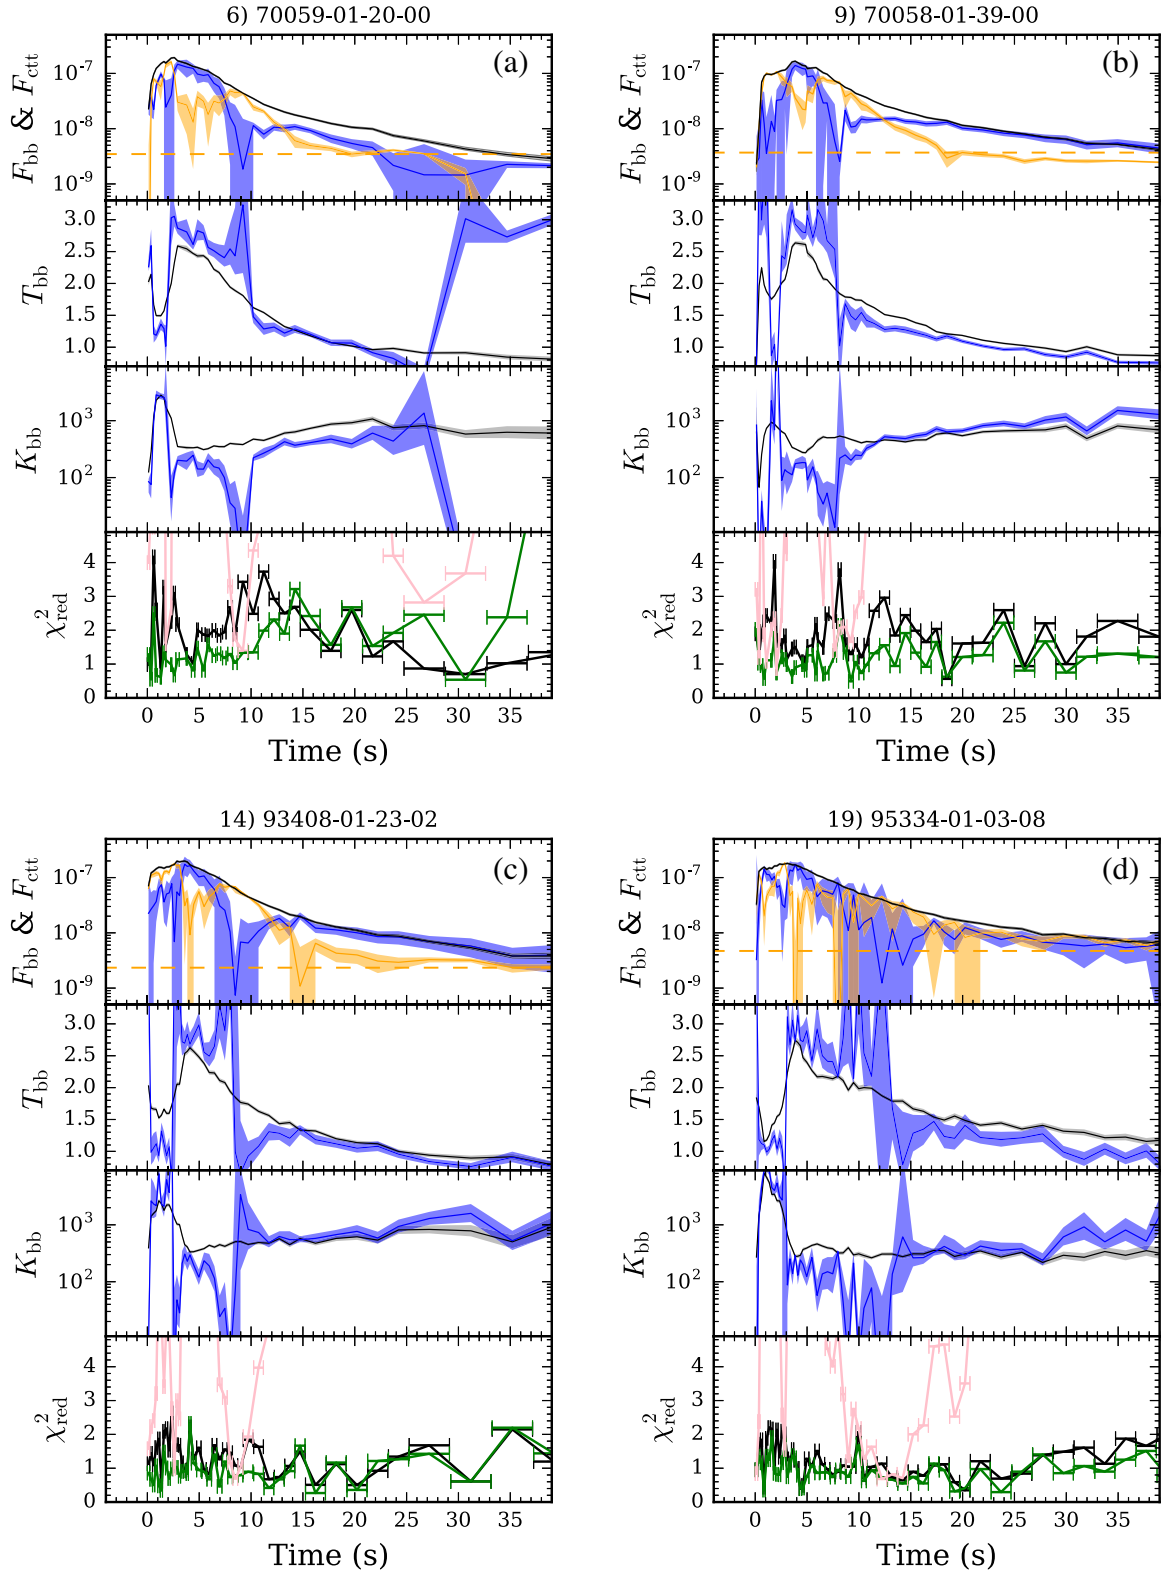 6) 70059-01-20-00
(a)
F_bb & F_ctt
10^-7
10^-8
10^-9
T_bb
3.0
2.5
2.0
1.5
1.0
K_bb
10^3
10^2
χ^2_red
4
3
2
1
0
0 5 10 15 20 25 30 35
Time (s)
9) 70058-01-39-00
(b)
F_bb & F_ctt
10^-7
10^-8
10^-9
T_bb
3.0
2.5
2.0
1.5
1.0
K_bb
10^3
10^2
χ^2_red
4
3
2
1
0
0 5 10 15 20 25 30 35
Time (s)
14) 93408-01-23-02
(c)
F_bb & F_ctt
10^-7
10^-8
10^-9
T_bb
3.0
2.5
2.0
1.5
1.0
K_bb
10^3
10^2
χ^2_red
4
3
2
1
0
0 5 10 15 20 25 30 35
Time (s)
19) 95334-01-03-08
(d)
F_bb & F_ctt
10^-7
10^-8
10^-9
T_bb
3.0
2.5
2.0
1.5
1.0
K_bb
10^3
10^2
χ^2_red
4
3
2
1
0
0 5 10 15 20 25 30 35
Time (s)